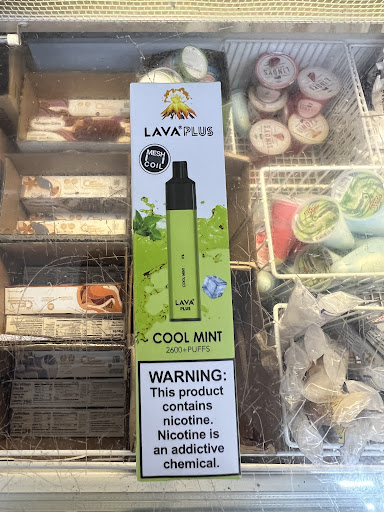 LAVA PLUS
MESH
COIL
COOL MINT
LAVA
PLUS
COOL MINT
2600+PUFFS
WARNING:
This product
contains
nicotine.
Nicotine is
an addictive
chemical.